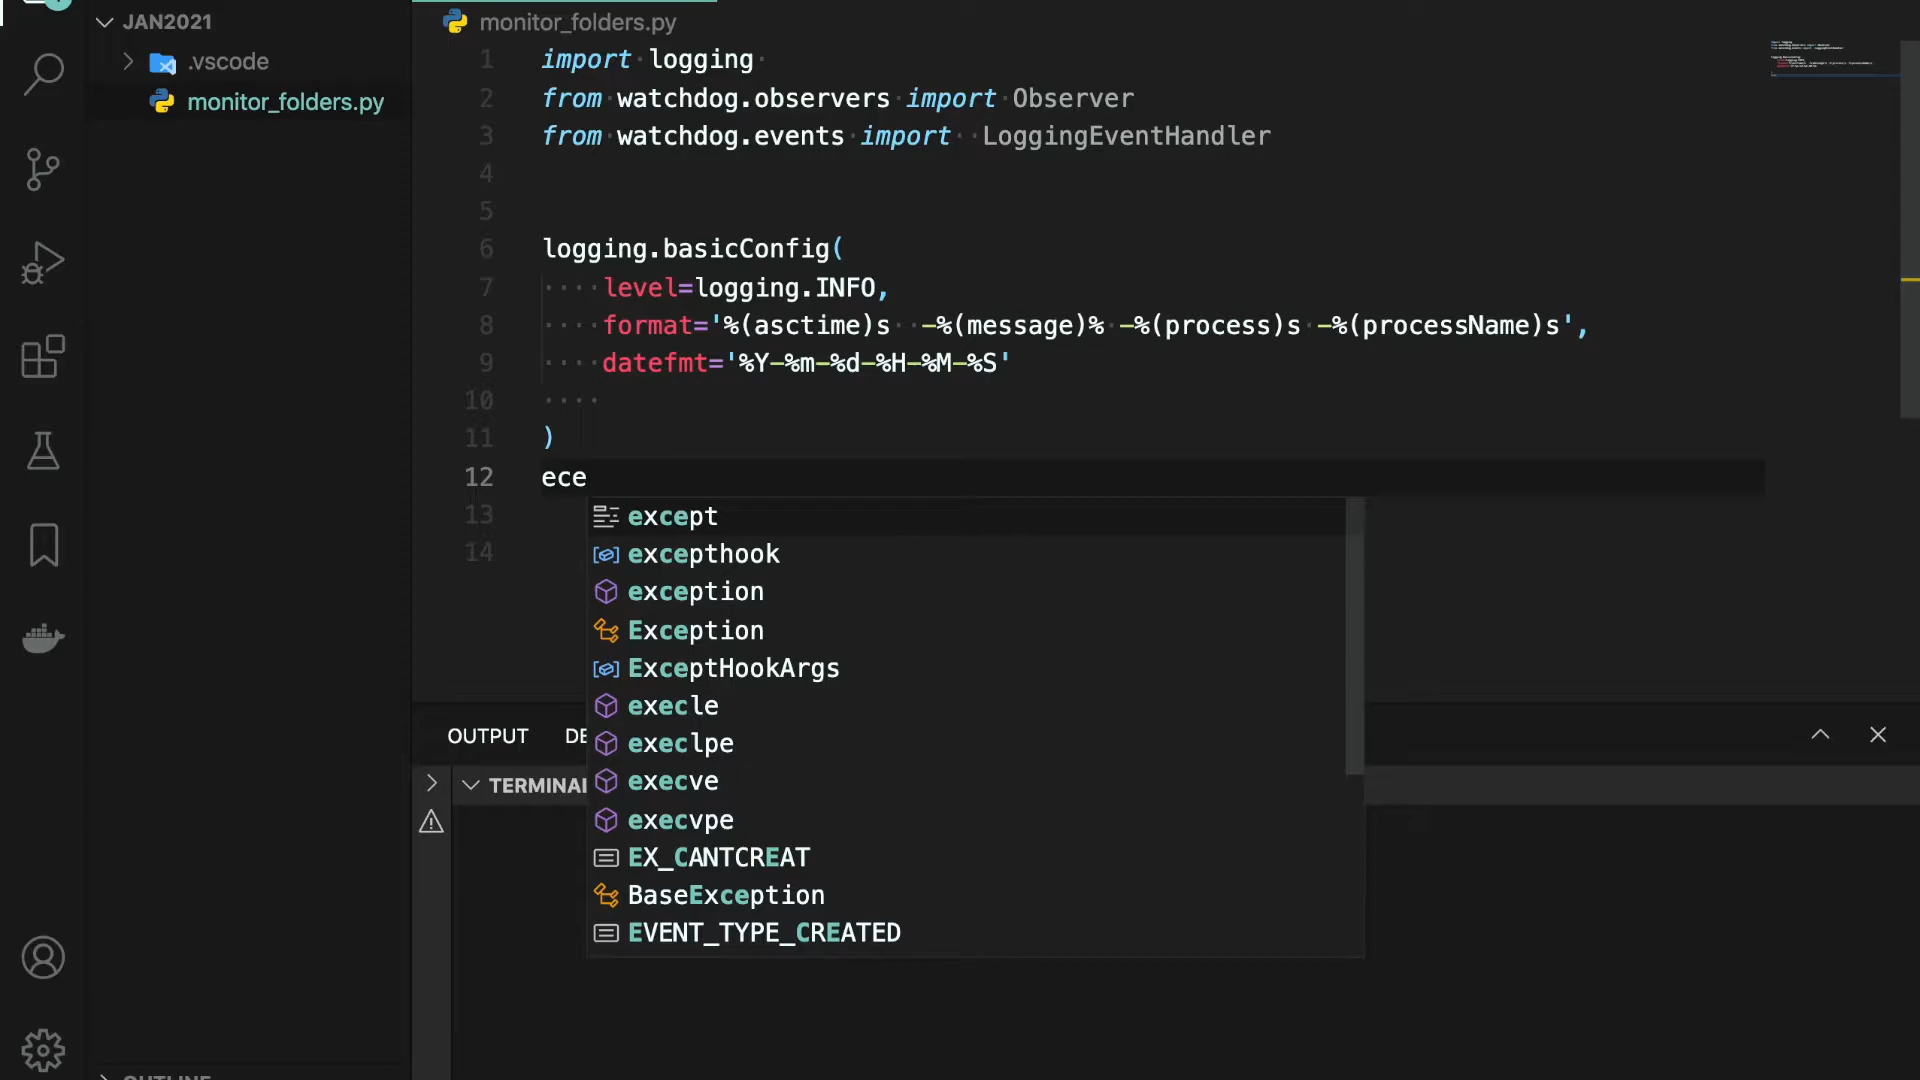 JAN2021
.vscode
monitor_folders.py
monitor_folders.py
1 import logging
2 from watchdog.observers import Observer
3 from watchdog.events import  LoggingEventHandler
4
5
6 logging.basicConfig(
7     level=logging.INFO,
8     format='%(asctime)s  -%(message)% -%(process)s -%(processName)s',
9     datefmt='%Y-%m-%d-%H-%M-%S'
10
11 )
12 ece
13
14
except
excepthook
exception
Exception
ExceptHookArgs
execle
execlpe
execve
execvpe
EX_CANTCREAT
BaseException
EVENT_TYPE_CREATED
OUTPUT DE
TERMINAL
OUTLINE